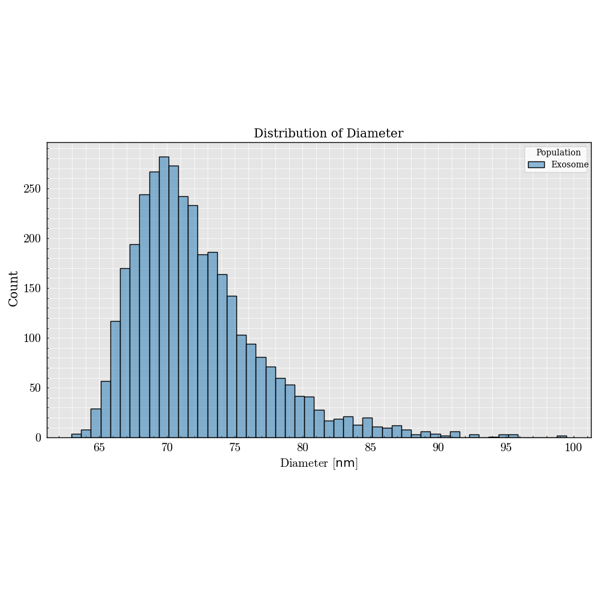 Distribution of Diameter
Population
Exosome
Count
250
200
150
100
50
0
65 70 75 80 85 90 95 100
Diameter [nm]